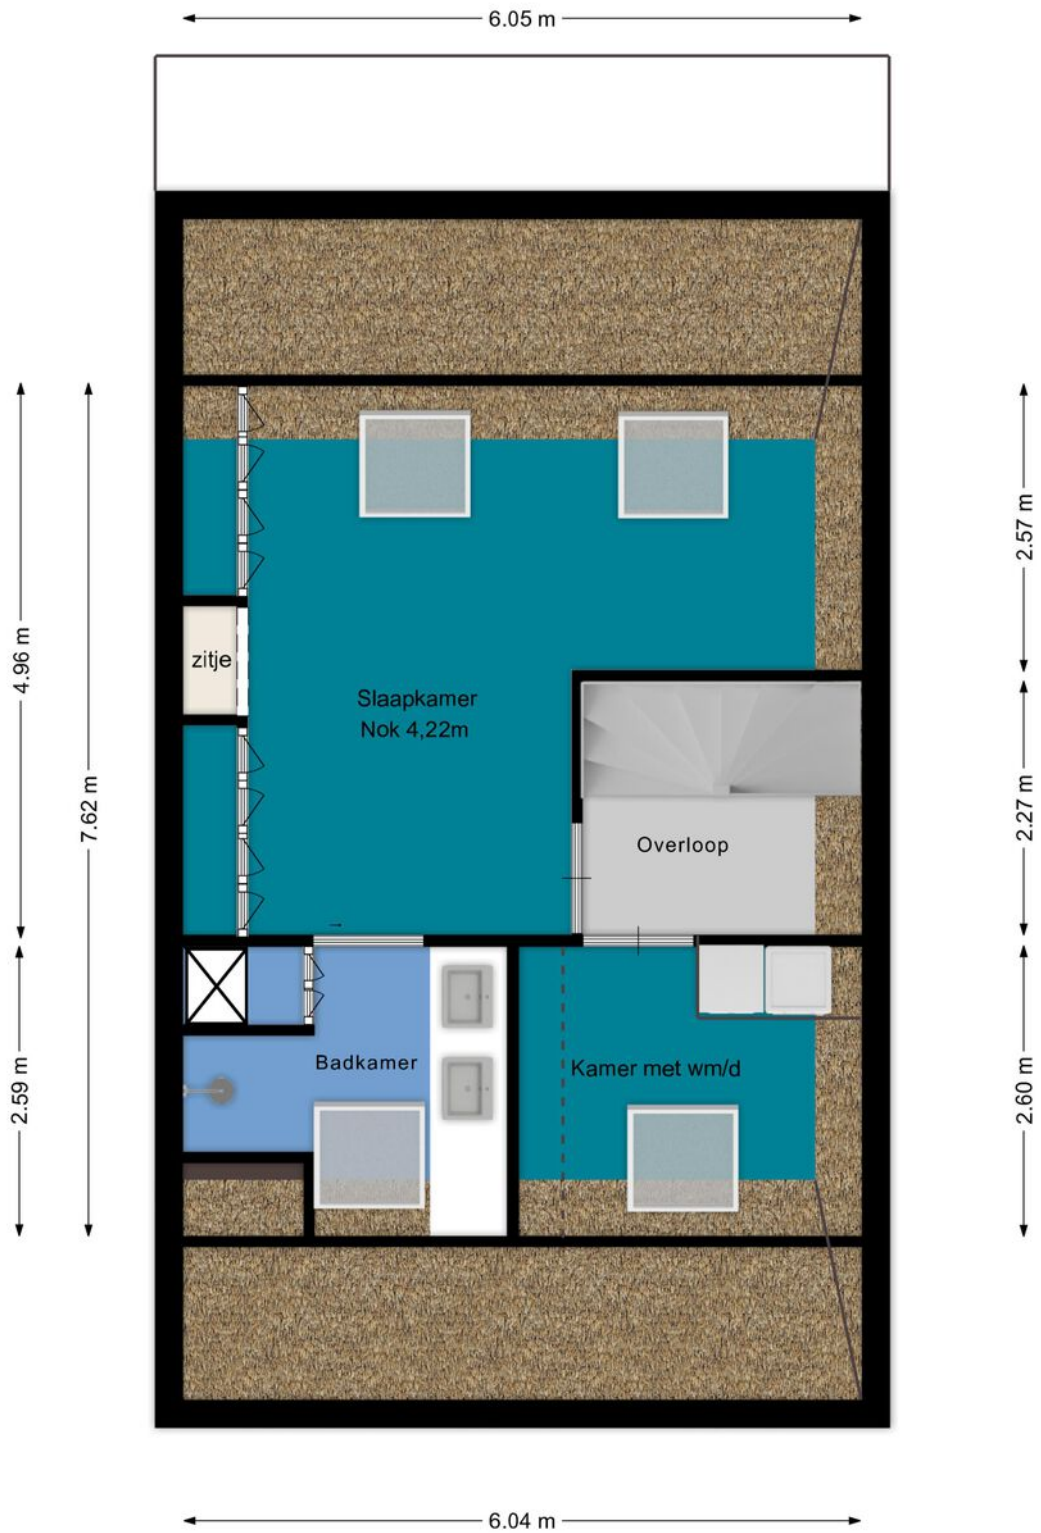 6.05 m
2.57 m
4.96 m
zitje
Slaapkamer
Nok 4,22m
7.62 m
2.27 m
Overloop
Badkamer
Kamer met wm/d
2.59 m
2.60 m
6.04 m